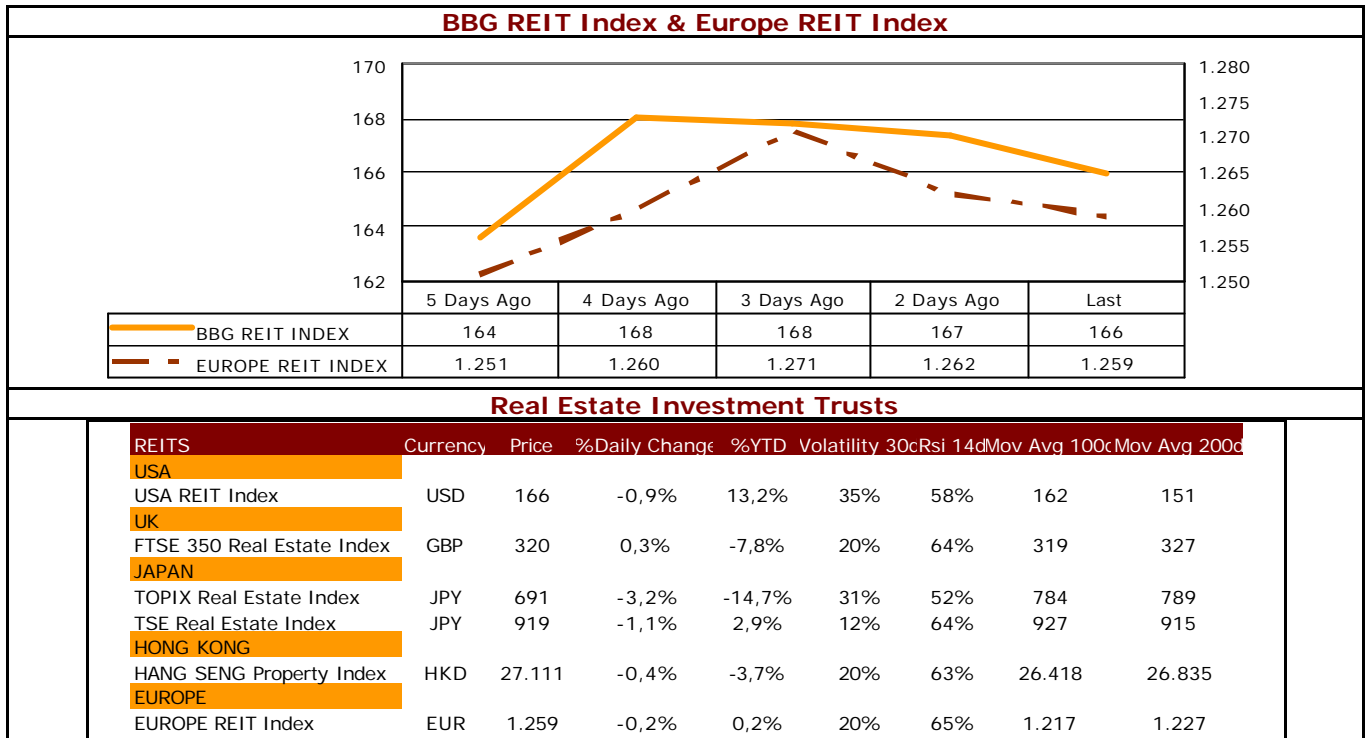 BBG REIT Index & Europe REIT Index
170 1.280
1.275
168 1.270
166 1.265
1.260
164 1.255
162 1.250
5 Days Ago 4 Days Ago 3 Days Ago 2 Days Ago Last
BBG REIT INDEX 164 168 168 167 166
EUROPE REIT INDEX 1.251 1.260 1.271 1.262 1.259
Real Estate Investment Trusts
REITS Currency Price %Daily Change %YTD Volatility 30d Rsi 14d Mov Avg 100d Mov Avg 200d
USA
USA REIT Index USD 166 -0,9% 13,2% 35% 58% 162 151
UK
FTSE 350 Real Estate Index GBP 320 0,3% -7,8% 20% 64% 319 327
JAPAN
TOPIX Real Estate Index JPY 691 -3,2% -14,7% 31% 52% 784 789
TSE Real Estate Index JPY 919 -1,1% 2,9% 12% 64% 927 915
HONG KONG
HANG SENG Property Index HKD 27.111 -0,4% -3,7% 20% 63% 26.418 26.835
EUROPE
EUROPE REIT Index EUR 1.259 -0,2% 0,2% 20% 65% 1.217 1.227